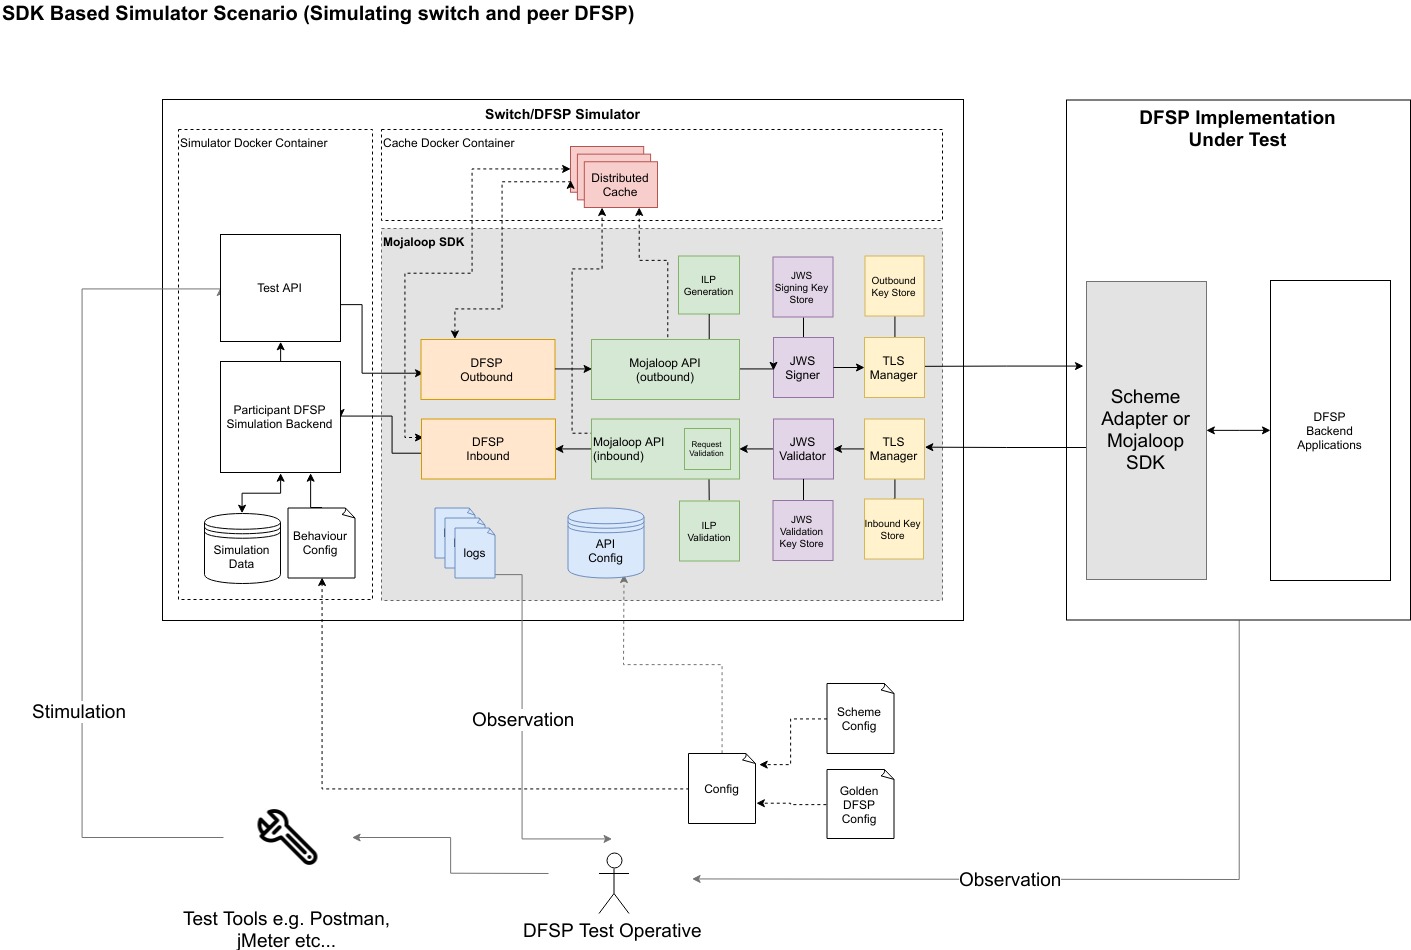 SDK Based Simulator Scenario (Simulating switch and peer DFSP)
Switch/DFSP Simulator
Simulator Docker Container
Cache Docker Container
Distributed
Cache
DFSP Implementation
Under Test
Mojaloop SDK
Test API
ILP
Generation
JWS
Signing Key
Store
Outbound
Key Store
DFSP
Outbound
Mojaloop API
(outbound)
JWS
Signer
TLS
Manager
Participant DFSP
Simulation Backend
DFSP
Inbound
Mojaloop API
(inbound)
Request
Validation
JWS
Validator
TLS
Manager
Scheme
Adapter or
Mojaloop
SDK
DFSP
Backend
Applications
Simulation
Data
Behaviour
Config
logs
API
Config
ILP
Validation
JWS
Validation
Key Store
Inbound Key
Store
Stimulation
Observation
Scheme
Config
Config
Golden
DFSP
Config
Observation
Test Tools e.g. Postman,
jMeter etc...
DFSP Test Operative